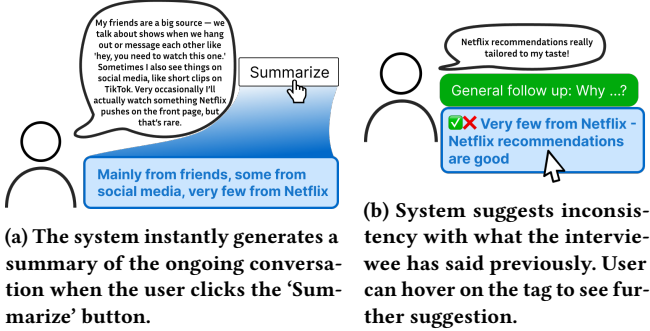 My friends are a big source — we
talk about shows when we hang
out or message each other like
'hey, you need to watch this one.'
Sometimes I also see things on
social media, like short clips on
TikTok. Very occasionally I'll
actually watch something Netflix
pushes on the front page, but
that's rare.
Summarize
Mainly from friends, some from
social media, very few from Netflix
(a) The system instantly generates a
summary of the ongoing conversa-
tion when the user clicks the 'Sum-
marize' button.
Netflix recommendations really
tailored to my taste!
General follow up: Why ...?
✅❌ Very few from Netflix -
Netflix recommendations
are good
(b) System suggests inconsis-
tency with what the intervie-
wee has said previously. User
can hover on the tag to see fur-
ther suggestion.